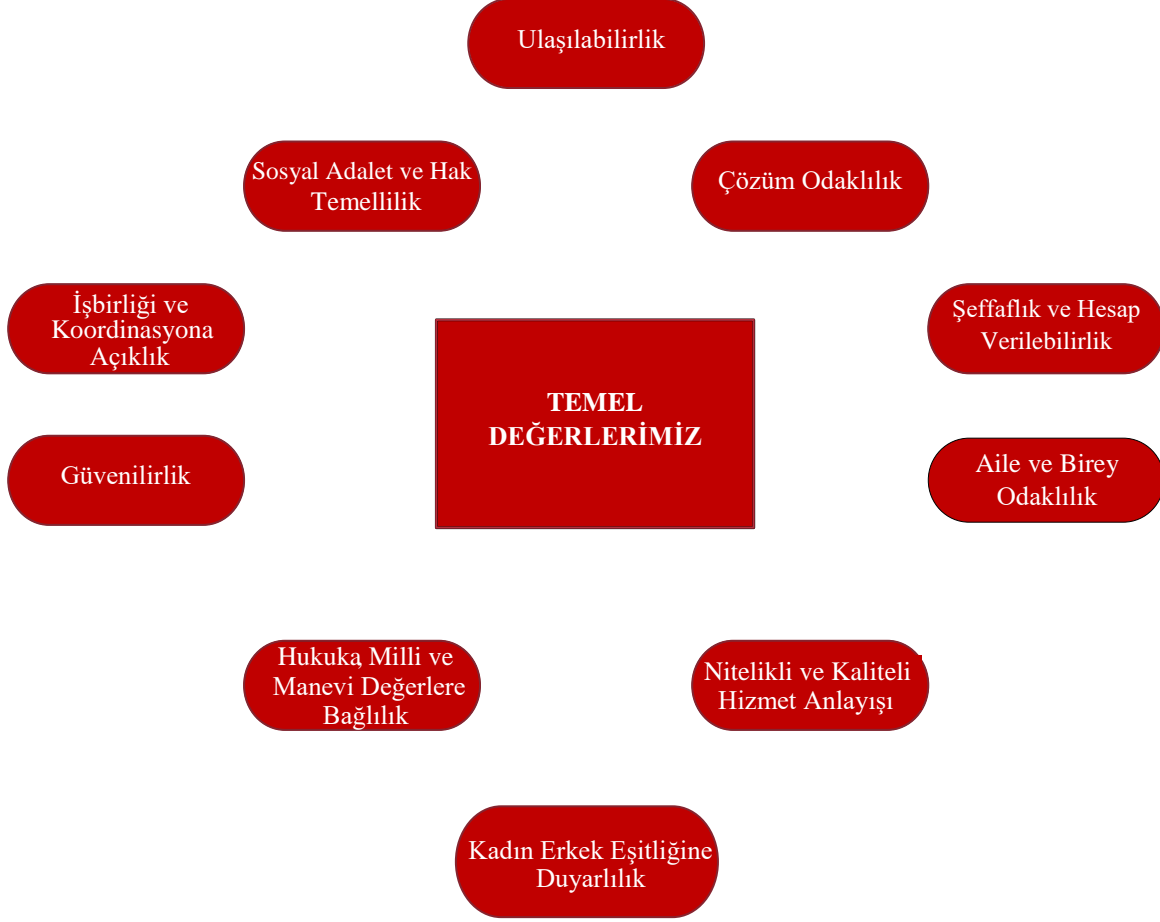 Ulaşılabilirlik
Sosyal Adalet ve Hak
Temellilik
Çözüm Odaklılık
İşbirliği ve
Koordinasyona
Açıklık
Şeffaflık ve Hesap
Verilebilirlik
TEMEL
DEĞERLERİMİZ
Güvenilirlik
Aile ve Birey
Odaklılık
Hukuka, Milli ve
Manevi Değerlere
Bağlılık
Nitelikli ve Kaliteli
Hizmet Anlayışı
Kadın Erkek Eşitliğine
Duyarlılık